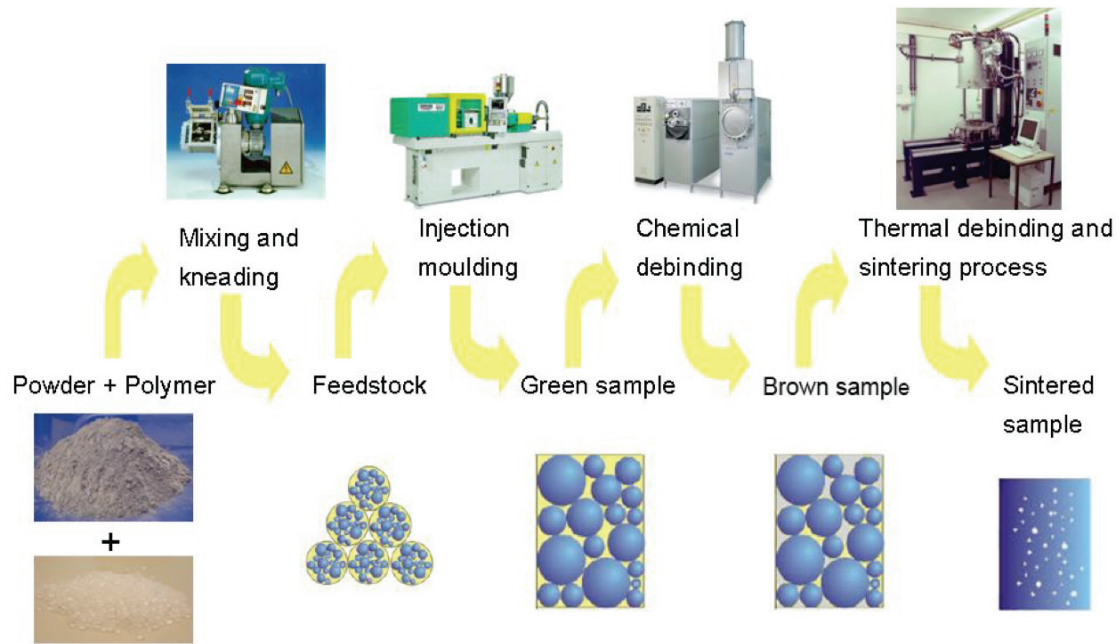 Mixing and
kneading
Injection
moulding
Chemical
debinding
Thermal debinding and
sintering process
Powder + Polymer
Feedstock
Green sample
Brown sample
Sintered
sample
+